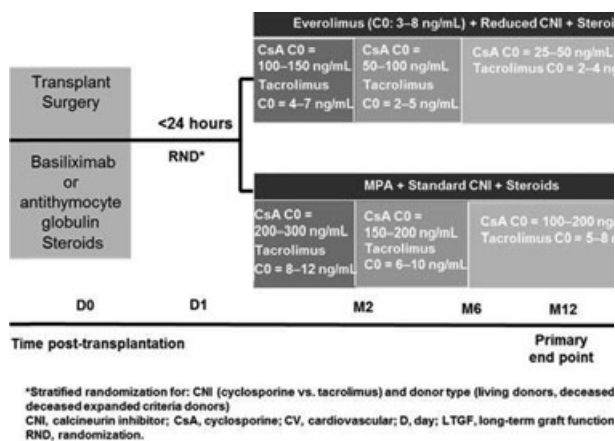 Everolimus (C0: 3–8 ng/mL) + Reduced CNI +
CsA C0 =
100–150 ng/mL
Tacrolimus
C0 = 4–7 ng/mL
CsA C0 =
50–100 ng/mL
Tacrolimus
C0 = 2–5 ng/mL
CsA C0 = 25–50 ng/mL
Tacrolimus C0 = 2–4
Transplant
Surgery
<24 hours
RND*
Basiliximab
or
antithymocyte
globulin
Steroids
MPA + Standard CNI + Steroids
CsA C0 =
200–300 ng/mL
Tacrolimus
C0 = 8–12 ng/mL
CsA C0 =
150–200 ng/mL
Tacrolimus
C0 = 6–10 ng/mL
CsA C0 = 100–200
Tacrolimus C0 = 5–8
D0 D1 M2 M6 M12
Time post-transplantation
Primary
end point
*Stratified randomization for: CNI (cyclosporine vs. tacrolimus) and donor type (living donors, deceased
deceased expanded criteria donors)
CNI, calcineurin inhibitor; CsA, cyclosporine; CV, cardiovascular; D, day; LTGF, long-term graft
RND, randomization.